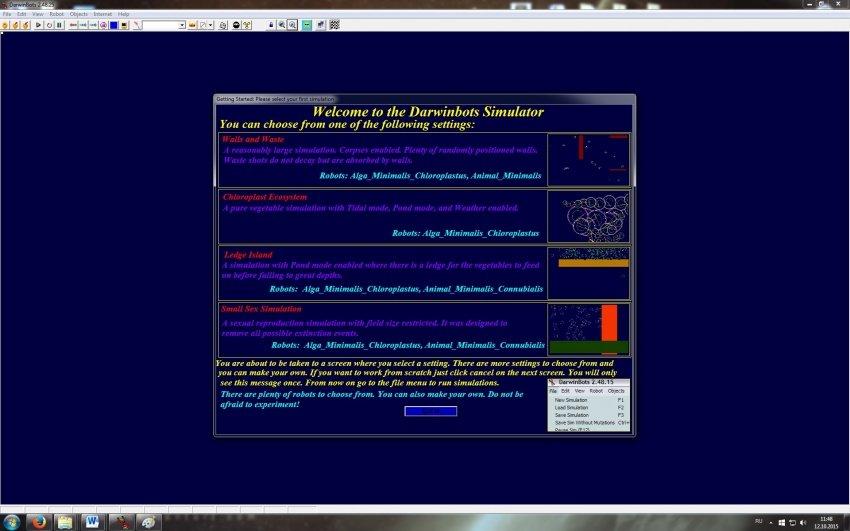 DarwinBots 2.48.15
File Edit View Robot Objects Internet Help
Getting Started: Please select your first simulation
Welcome to the Darwinbots Simulator
You can choose from one of the following settings:
Walls and Waste
A reasonably large simulation. Corpses enabled. Plenty of randomly positioned walls.
Waste shots do not decay but are absorbed by walls.
Robots: Alga_Minimalis_Chloroplastus, Animal_Minimalis
Chloroplast Ecosystem
A pure vegetable simulation with Tidal mode, Pond mode, and Weather enabled.
Robots: Alga_Minimalis_Chloroplastus
Ledge Island
A simulation with Pond mode enabled where there is a ledge for the vegetables to feed
on before falling to great depths.
Robots: Alga_Minimalis_Chloroplastus, Animal_Minimalis_Connubialis
Small Sex Simulation
A sexual reproduction simulation with field size restricted. It was designed to
remove all possible extinction events.
Robots: Alga_Minimalis_Chloroplastus, Animal_Minimalis_Connubialis
You are about to be taken to a screen where you select a setting. There are more settings to choose from and
you can make your own. If you want to work from scratch just click cancel on the next screen. You will only
see this message once. From now on go to the file menu to run simulations.
There are plenty of robots to choose from. You can also make your own. Do not be
afraid to experiment!
DarwinBots 2.48.15
File Edit View Robot Objects
New Simulation F1
Load Simulation F2
Save Simulation F3
Save Sim Without Mutations Ctrl+
Pause Sim (F12)
RU
11:48
12.10.2015